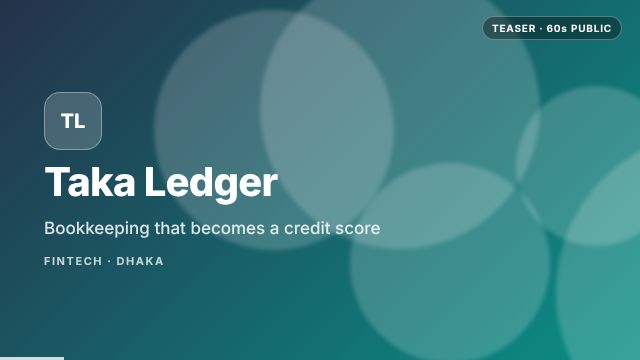 TEASER · 60s PUBLIC
TL
Taka Ledger
Bookkeeping that becomes a credit score
FINTECH · DHAKA